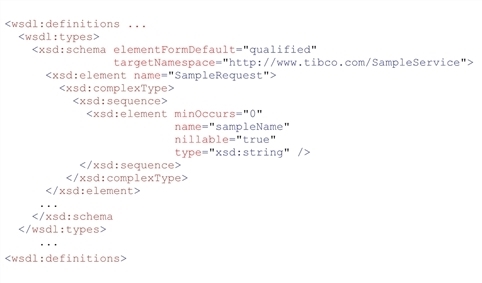 <wsdl:definitions ...
<wsdl:types>
<xsd:schema elementFormDefault="qualified"
targetNamespace="http://www.tibco.com/SampleService">
<xsd:element name="SampleRequest">
<xsd:complexType>
<xsd:sequence>
<xsd:element minOccurs="0"
name="sampleName"
nillable="true"
type="xsd:string" />
</xsd:sequence>
</xsd:complexType>
</xsd:element>
...
</xsd:schema
</wsdl:types>
...
<wsdl:definitions>